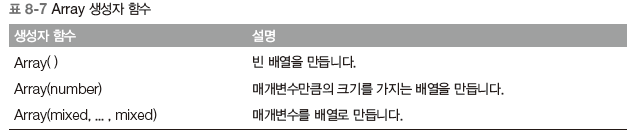 표 8-7 Array 생성자 함수
생성자 함수 설명
Array( ) 빈 배열을 만듭니다.
Array(number) 매개변수만큼의 크기를 가지는 배열을 만듭니다.
Array(mixed, ... , mixed) 매개변수를 배열로 만듭니다.